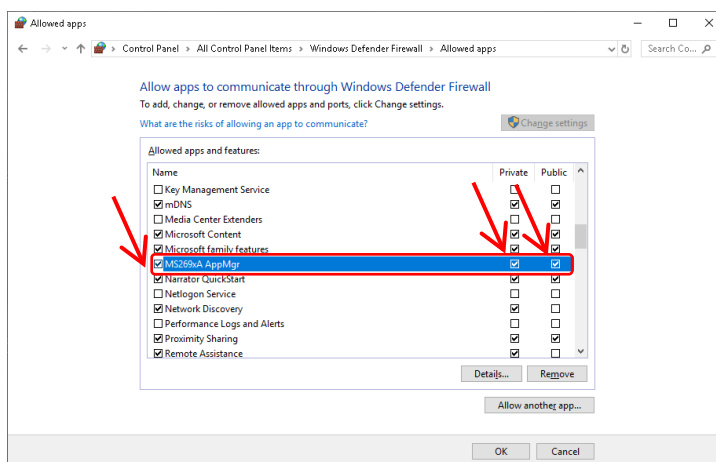 Allowed apps
Control Panel > All Control Panel Items > Windows Defender Firewall > Allowed apps
Search Co...
Allow apps to communicate through Windows Defender Firewall
To add, change, or remove allowed apps and ports, click Change settings.
What are the risks of allowing an app to communicate?
Change settings
Allowed apps and features:
Name Private Public
Key Management Service
mDNS
Media Center Extenders
Microsoft Content
Microsoft family features
MS269xA AppMgr
Narrator QuickStart
Netlogon Service
Network Discovery
Performance Logs and Alerts
Proximity Sharing
Remote Assistance
Details... Remove
Allow another app...
OK Cancel